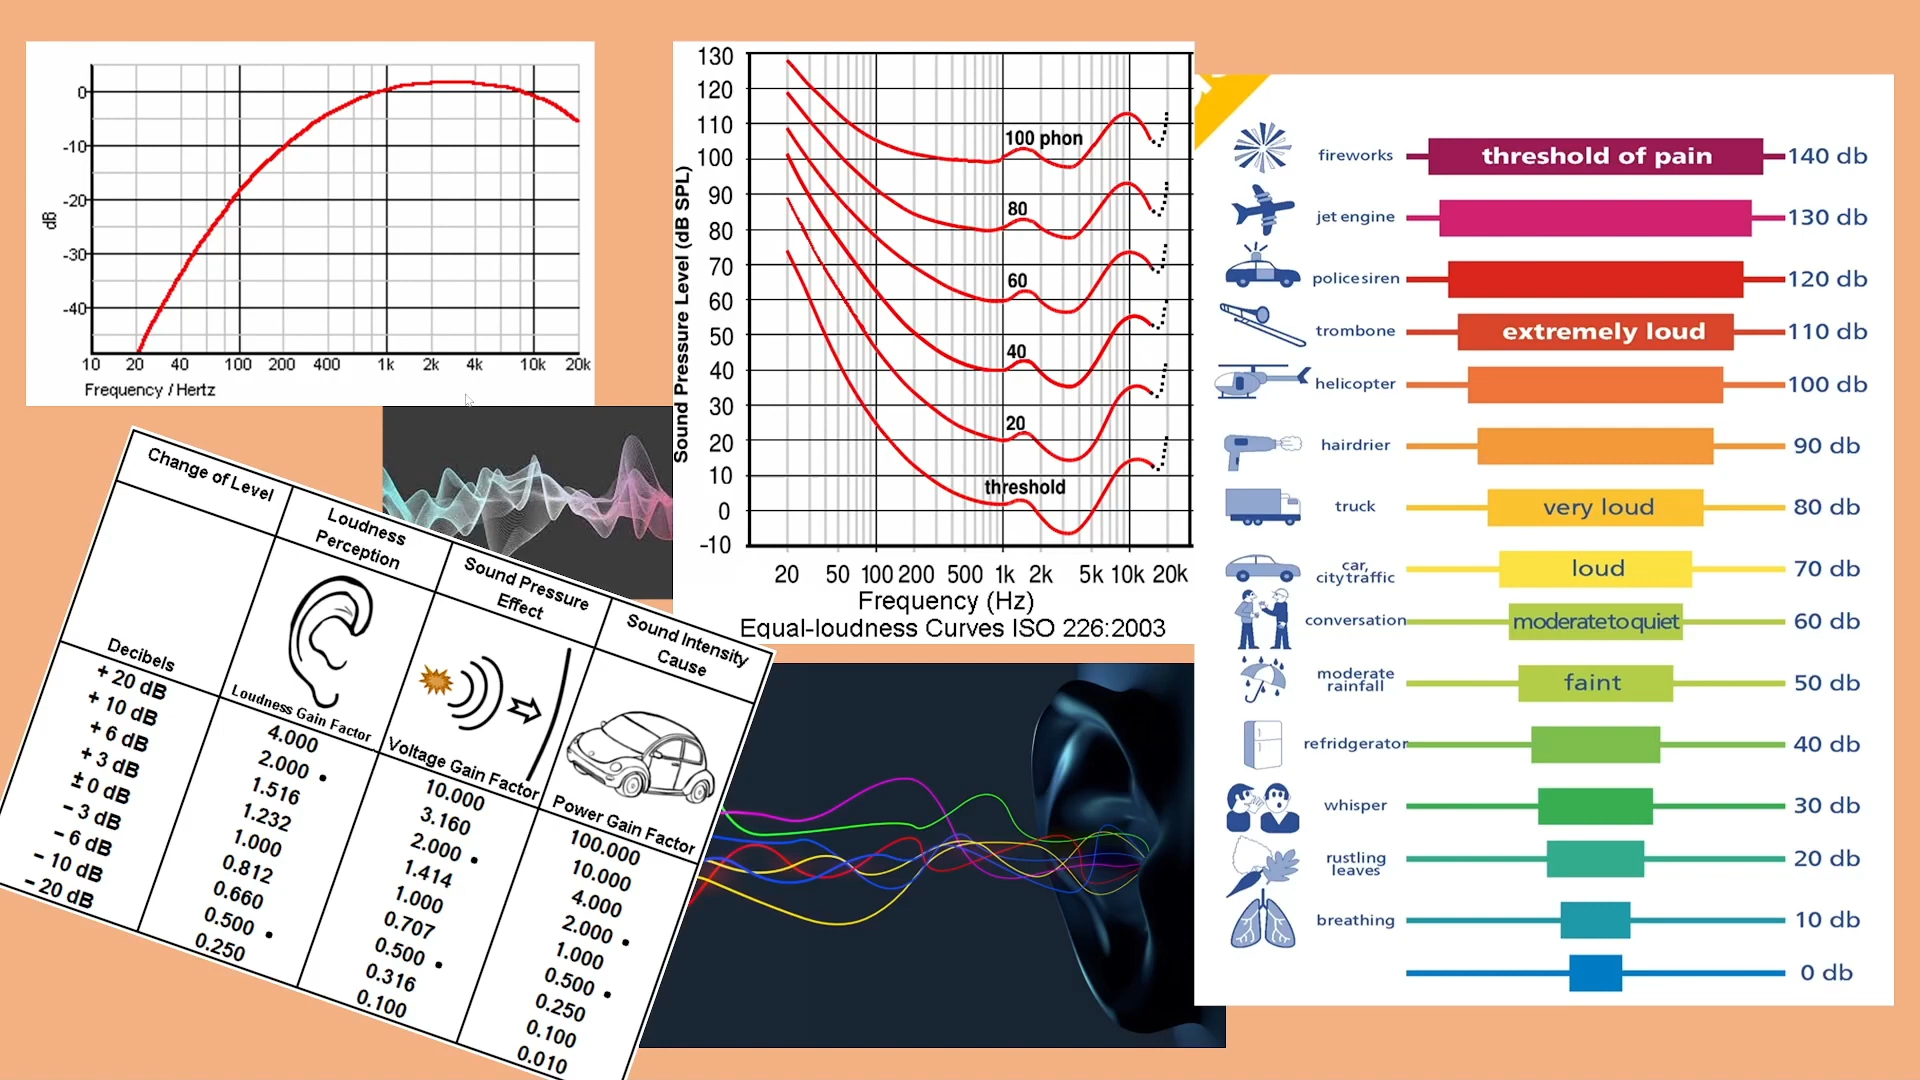 0
-10
-20
-30
-40
dB
10 20 40 100 200 400 1k 2k 4k 10k 20k
Frequency / Hertz
130
120
110
100
90
80
70
60
50
40
30
20
10
0
-10
Sound Pressure Level (dB SPL)
100 phon
80
60
40
20
threshold
20 50 100 200 500 1k 2k 5k 10k 20k
Frequency (Hz)
Equal-loudness Curves ISO 226:2003
fireworks threshold of pain 140 db
jet engine 130 db
police siren 120 db
trombone extremely loud 110 db
helicopter 100 db
hairdrier 90 db
truck very loud 80 db
car,
city traffic loud 70 db
conversation moderate to quiet 60 db
moderate
rainfall faint 50 db
refridgerator 40 db
whisper 30 db
rustling
leaves 20 db
breathing 10 db
0 db
Change of Level
Loudness
Perception
Sound Pressure
Effect
Sound Intensity
Cause
Decibels
Loudness Gain Factor
Voltage Gain Factor
Power Gain Factor
+ 20 dB 4.000 10.000 100.000
+ 10 dB 2.000 • 3.160 10.000
+ 6 dB 1.516 2.000 • 4.000
+ 3 dB 1.232 1.414 2.000 •
± 0 dB 1.000 1.000 1.000
− 3 dB 0.812 0.707 0.500 •
− 6 dB 0.660 0.500 • 0.250
− 10 dB 0.500 • 0.316 0.100
− 20 dB 0.250 0.100 0.010